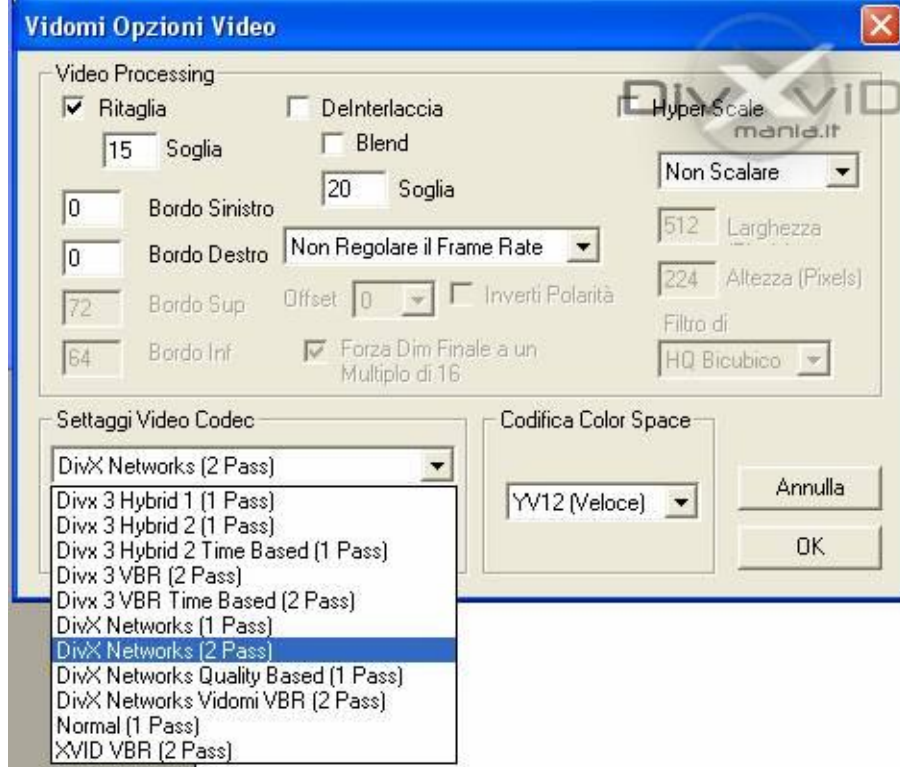 Vidomi Opzioni Video
DivXviD
mania.it
Video Processing
Ritaglia
15 Soglia
0 Bordo Sinistro
0 Bordo Destro
72 Bordo Sup
64 Bordo Inf
DeInterlaccia
Blend
20 Soglia
Non Regolare il Frame Rate
Offset 0 Inverti Polarità
Forza Dim Finale a un
Multiplo di 16
Hyper Scale
Non Scalare
512 Larghezza
224 Altezza (Pixels)
Filtro di
HQ Bicubico
Settaggi Video Codec
DivX Networks (2 Pass)
Divx 3 Hybrid 1 (1 Pass)
Divx 3 Hybrid 2 (1 Pass)
Divx 3 Hybrid 2 Time Based (1 Pass)
Divx 3 VBR (2 Pass)
Divx 3 VBR Time Based (2 Pass)
DivX Networks (1 Pass)
DivX Networks (2 Pass)
DivX Networks Quality Based (1 Pass)
DivX Networks Vidomi VBR (2 Pass)
Normal (1 Pass)
XVID VBR (2 Pass)
Codifica Color Space
YV12 (Veloce)
Annulla
OK